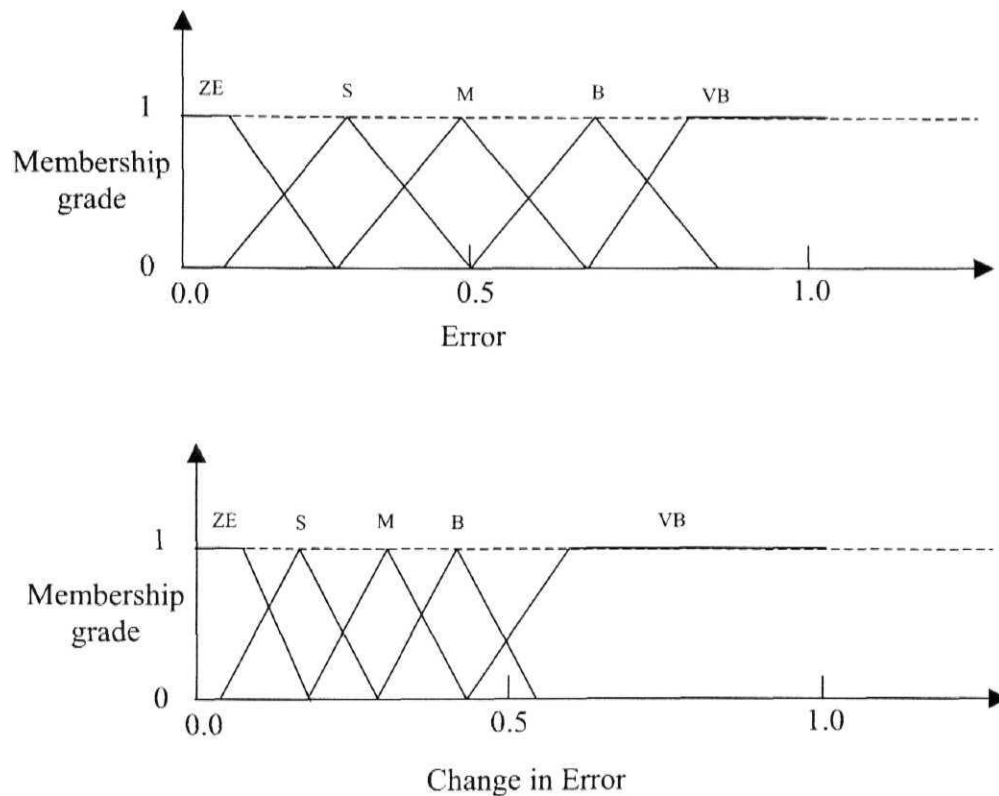 ZE S M B VB
1
Membership
grade
0
0.0 0.5 1.0
Error
ZE S M B VB
1
Membership
grade
0
0.0 0.5 1.0
Change in Error